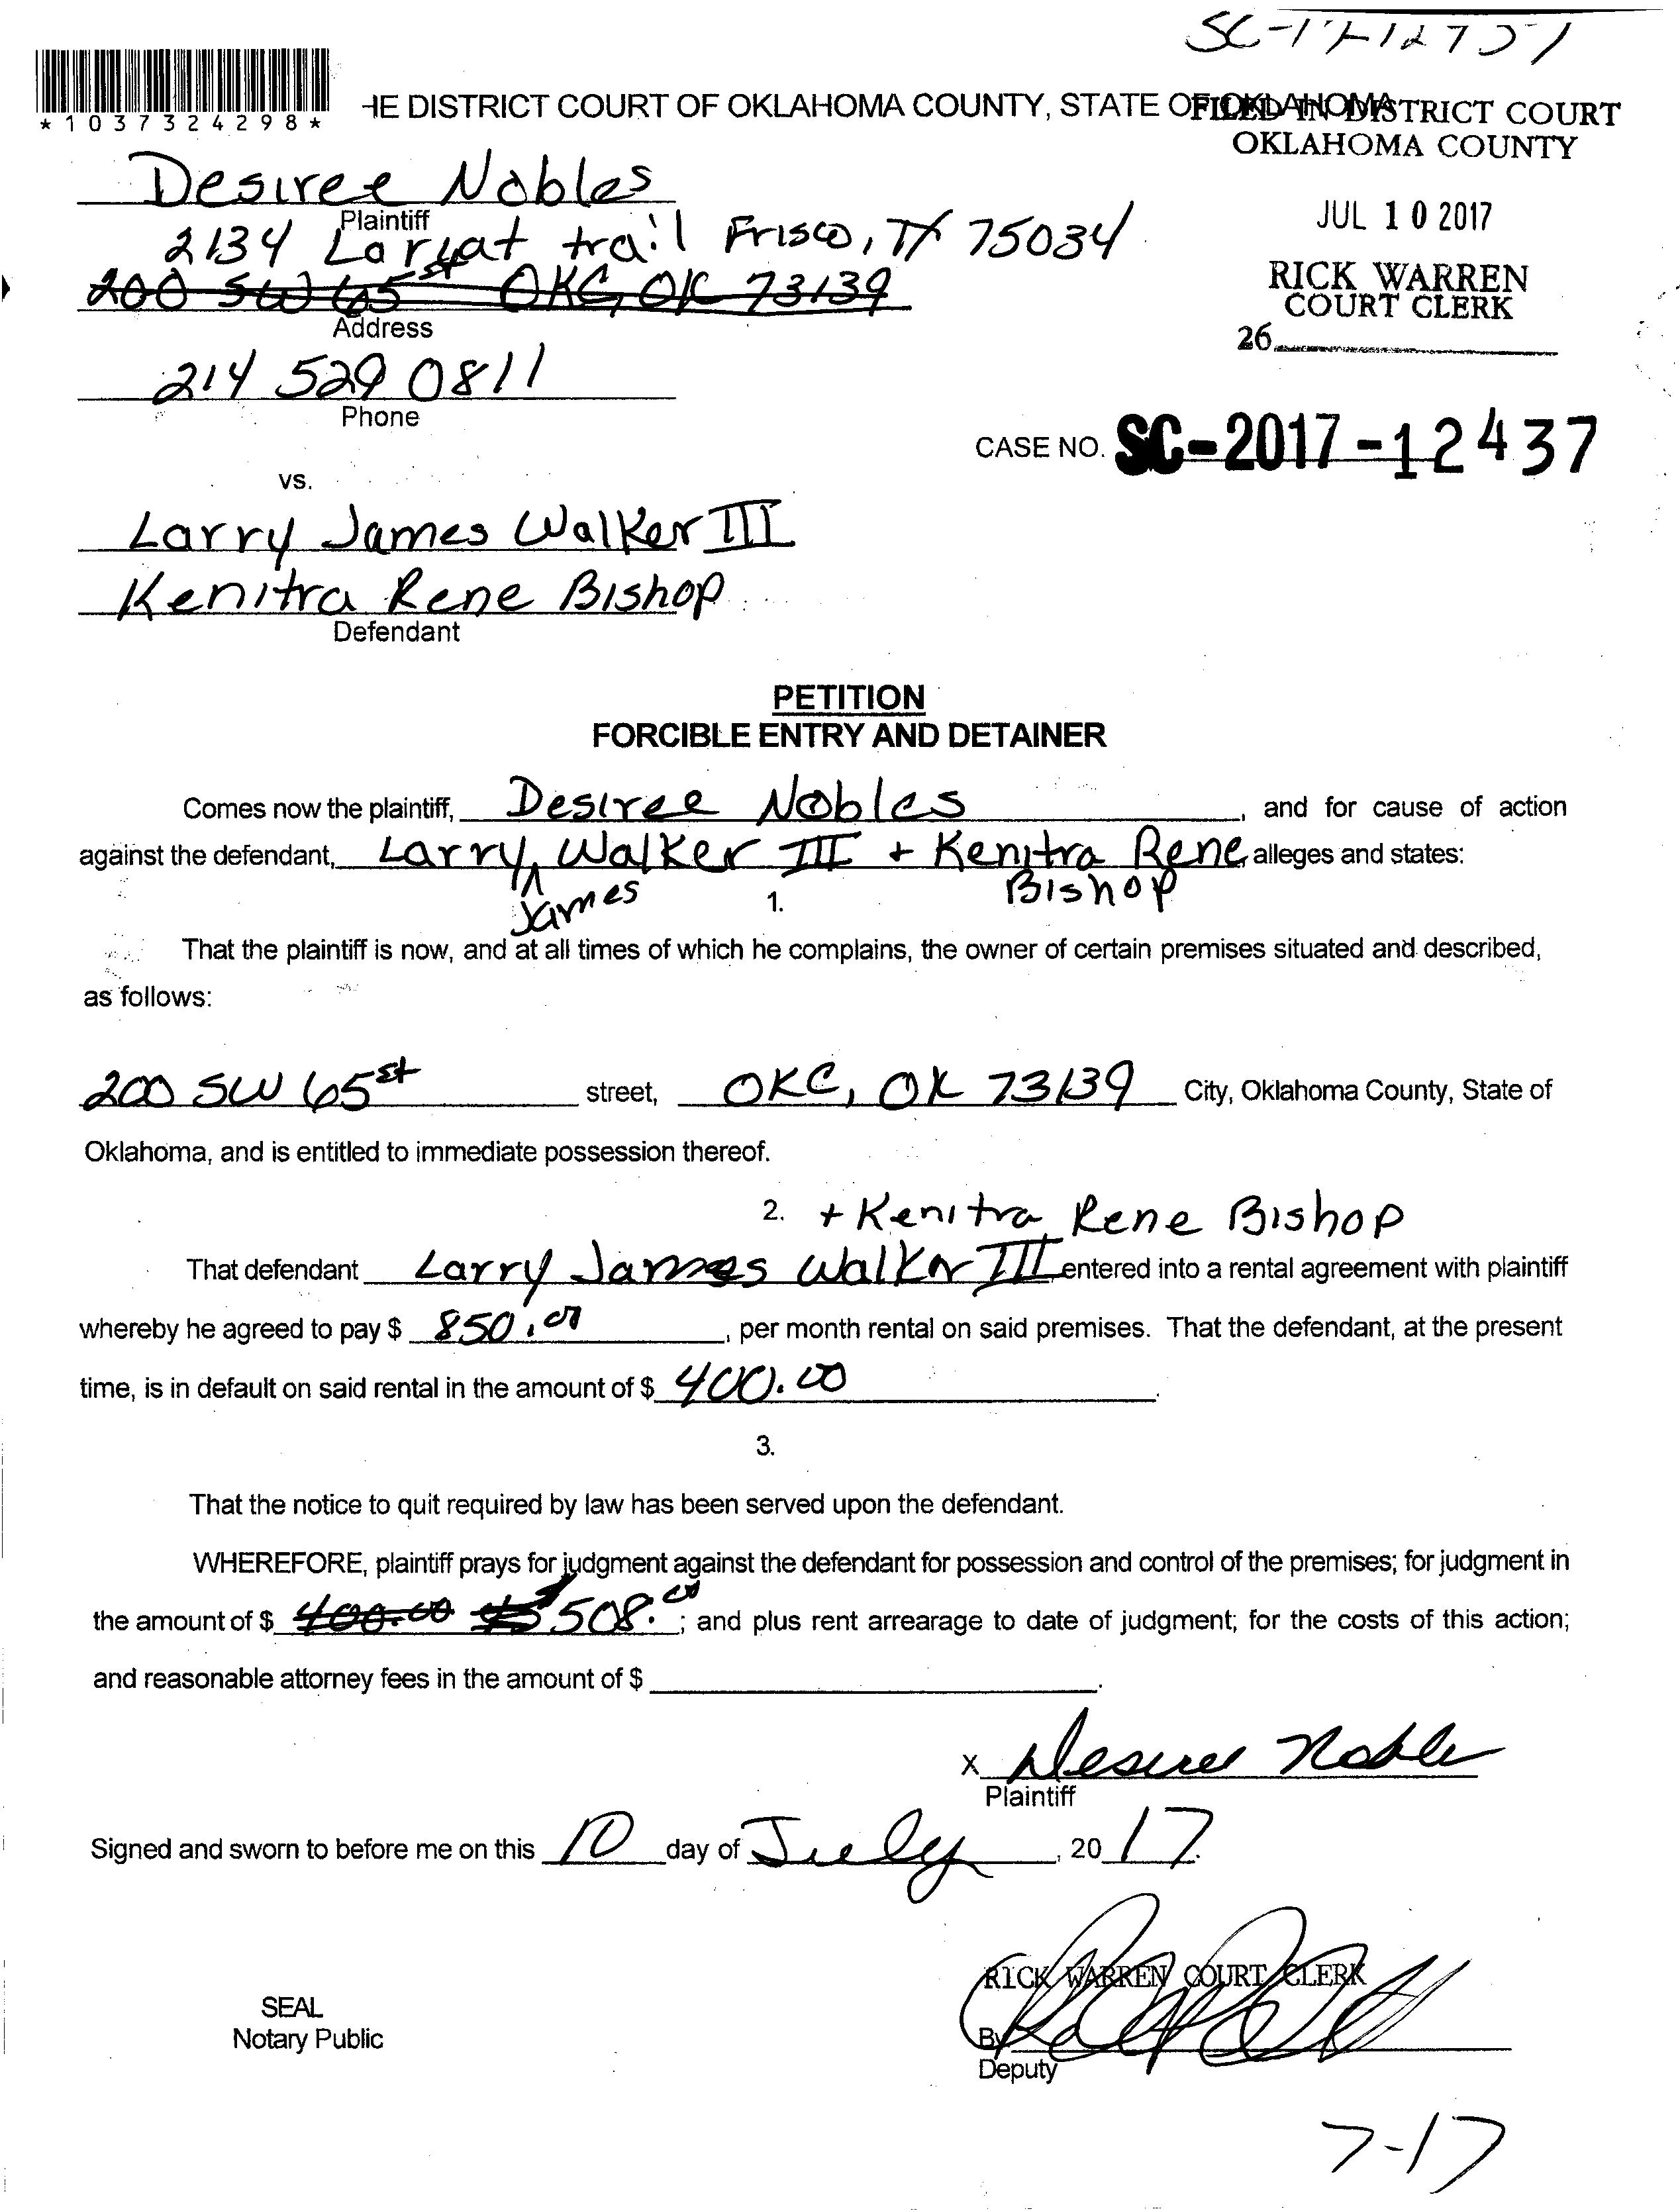 *1037324298*
HE DISTRICT COURT OF OKLAHOMA COUNTY, STATE OF OKLAHOMA
FILED IN DISTRICT COURT
OKLAHOMA COUNTY
JUL 10 2017
RICK WARREN
COURT CLERK
26
Desiree Nobles
Plaintiff
2134 Lariat trail Frisco, TX 75034
200 SW 65st OKC, OK 73139
Address
214 529 0811
Phone
CASE NO. SC-2017-12437
vs.
Larry James Walker III
Kenitra Rene Bishop
Defendant
PETITION
FORCIBLE ENTRY AND DETAINER
Comes now the plaintiff, Desiree Nobles, and for cause of action
against the defendant, Larry James Walker III + Kenitra Rene Bishop alleges and states:
1.
That the plaintiff is now, and at all times of which he complains, the owner of certain premises situated and described,
as follows:
200 SW 65st street, OKC, OK 73139 City, Oklahoma County, State of
Oklahoma, and is entitled to immediate possession thereof.
2. + Kenitra Rene Bishop
That defendant Larry James Walker III entered into a rental agreement with plaintiff
whereby he agreed to pay $ 850.00, per month rental on said premises. That the defendant, at the present
time, is in default on said rental in the amount of $ 400.00.
3.
That the notice to quit required by law has been served upon the defendant.
WHEREFORE, plaintiff prays for judgment against the defendant for possession and control of the premises; for judgment in
the amount of $ 400.00 508.00; and plus rent arrearage to date of judgment; for the costs of this action;
and reasonable attorney fees in the amount of $ .
X Desiree Nobles
Plaintiff
Signed and sworn to before me on this 10 day of July, 2017.
RICK WARREN COURT CLERK
SEAL
Notary Public
By
Deputy
7-17